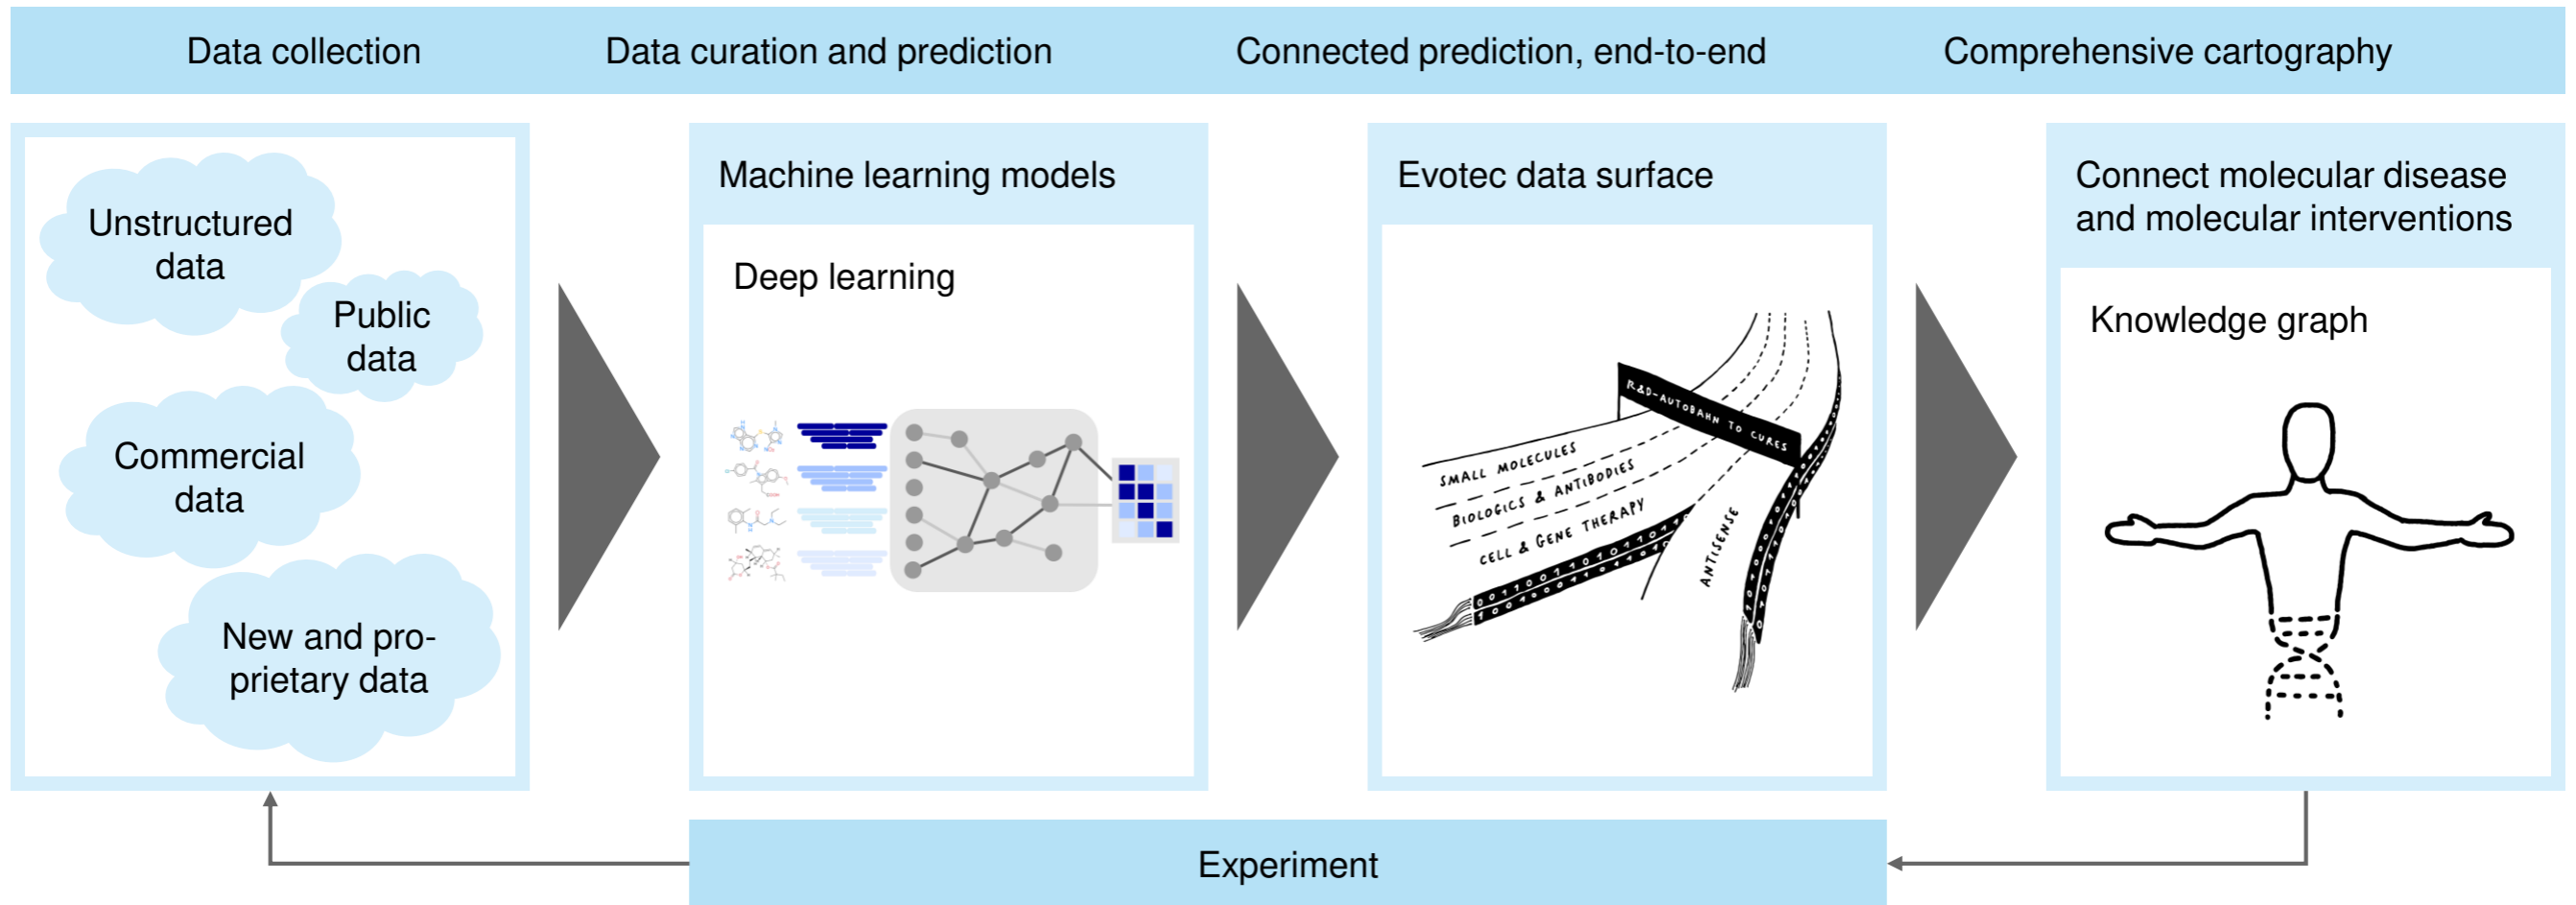 Data collection
Data curation and prediction
Connected prediction, end-to-end
Comprehensive cartography
Unstructured
data
Public
data
Commercial
data
New and pro-
prietary data
Machine learning models
Deep learning
Evotec data surface
R&D-AUTOBAHN TO CURES
SMALL MOLECULES
BIOLOGICS & ANTIBODIES
CELL & GENE THERAPY
ANTISENSE
Connect molecular disease
and molecular interventions
Knowledge graph
Experiment